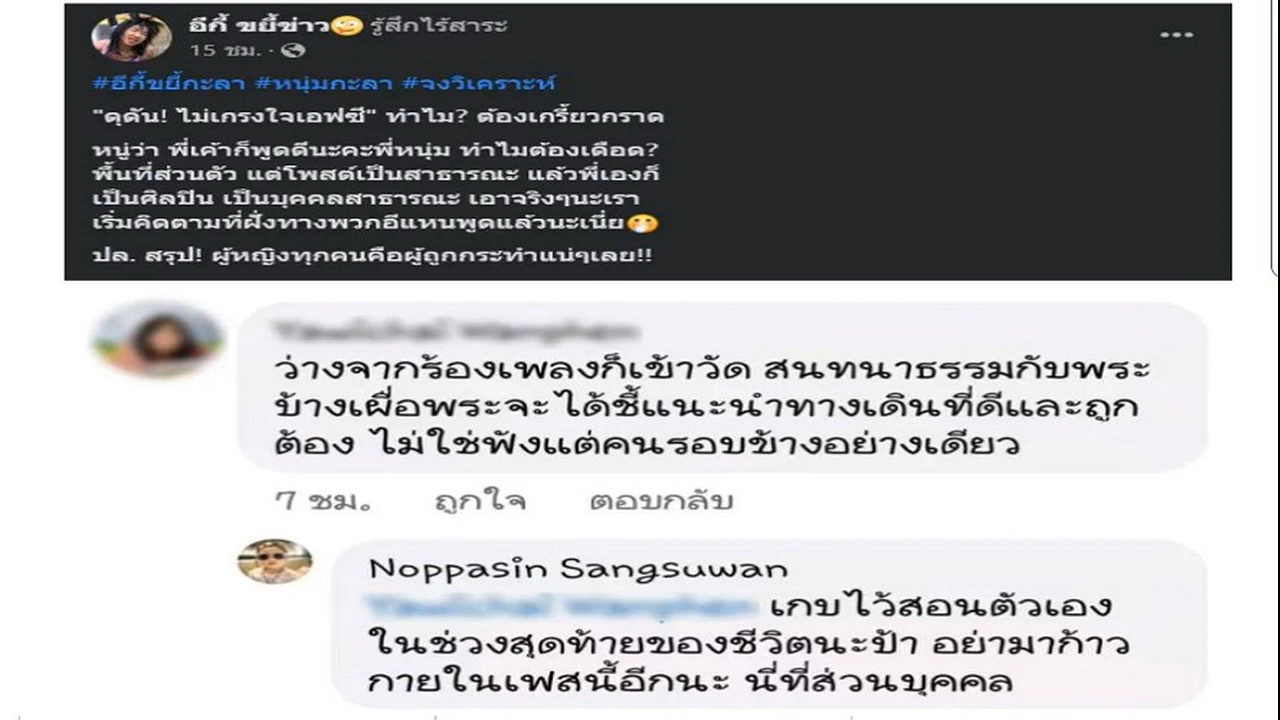 อีกี้ ขยี้ข่าว รู้สึกไร้สาระ
15 ชม. ·
#อีกี้ขยี้กะลา #หนุ่มกะลา #จงวิเคราะห์
"ดุดัน! ไม่เกรงใจเอฟซี" ทำไม? ต้องเกรี้ยวกราด
หนูว่า พี่เค้าก็พูดดีนะคะพี่หนุ่ม ทำไมต้องเดือด?
พื้นที่ส่วนตัว แต่โพสต์เป็นสาธารณะ แล้วพี่เองก็
เป็นศิลปิน เป็นบุคคลสาธารณะ เอาจริงๆนะเรา
เริ่มคิดตามที่ฝั่งทางพวกอีแหนพูดแล้วนะเนี่ย
ปล. สรุป! ผู้หญิงทุกคนคือผู้ถูกกระทำแน่ๆเลย!!
ว่างจากร้องเพลงก็เข้าวัด สนทนาธรรมกับพระ
บ้างเผื่อพระจะได้ชี้แนะนำทางเดินที่ดีและถูก
ต้อง ไม่ใช่ฟังแต่คนรอบข้างอย่างเดียว
7 ชม. ถูกใจ ตอบกลับ
Noppasin Sangsuwan
เกบไว้สอนตัวเอง
ในช่วงสุดท้ายของชีวิตนะป้า อย่ามาก้าว
กายในเฟสนี้อีกนะ นี่ที่ส่วนบุคคล